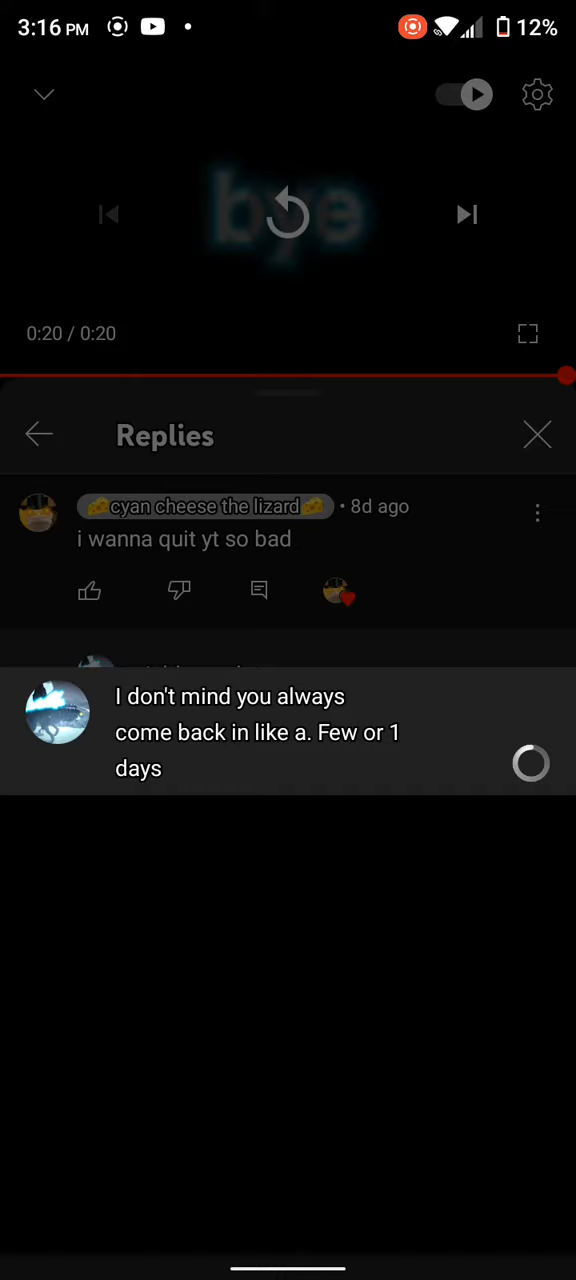 3:16 PM
12%
bye
0:20 / 0:20
Replies
🧀cyan cheese the lizard🧀 • 8d ago
i wanna quit yt so bad
I don't mind you always
come back in like a. Few or 1
days